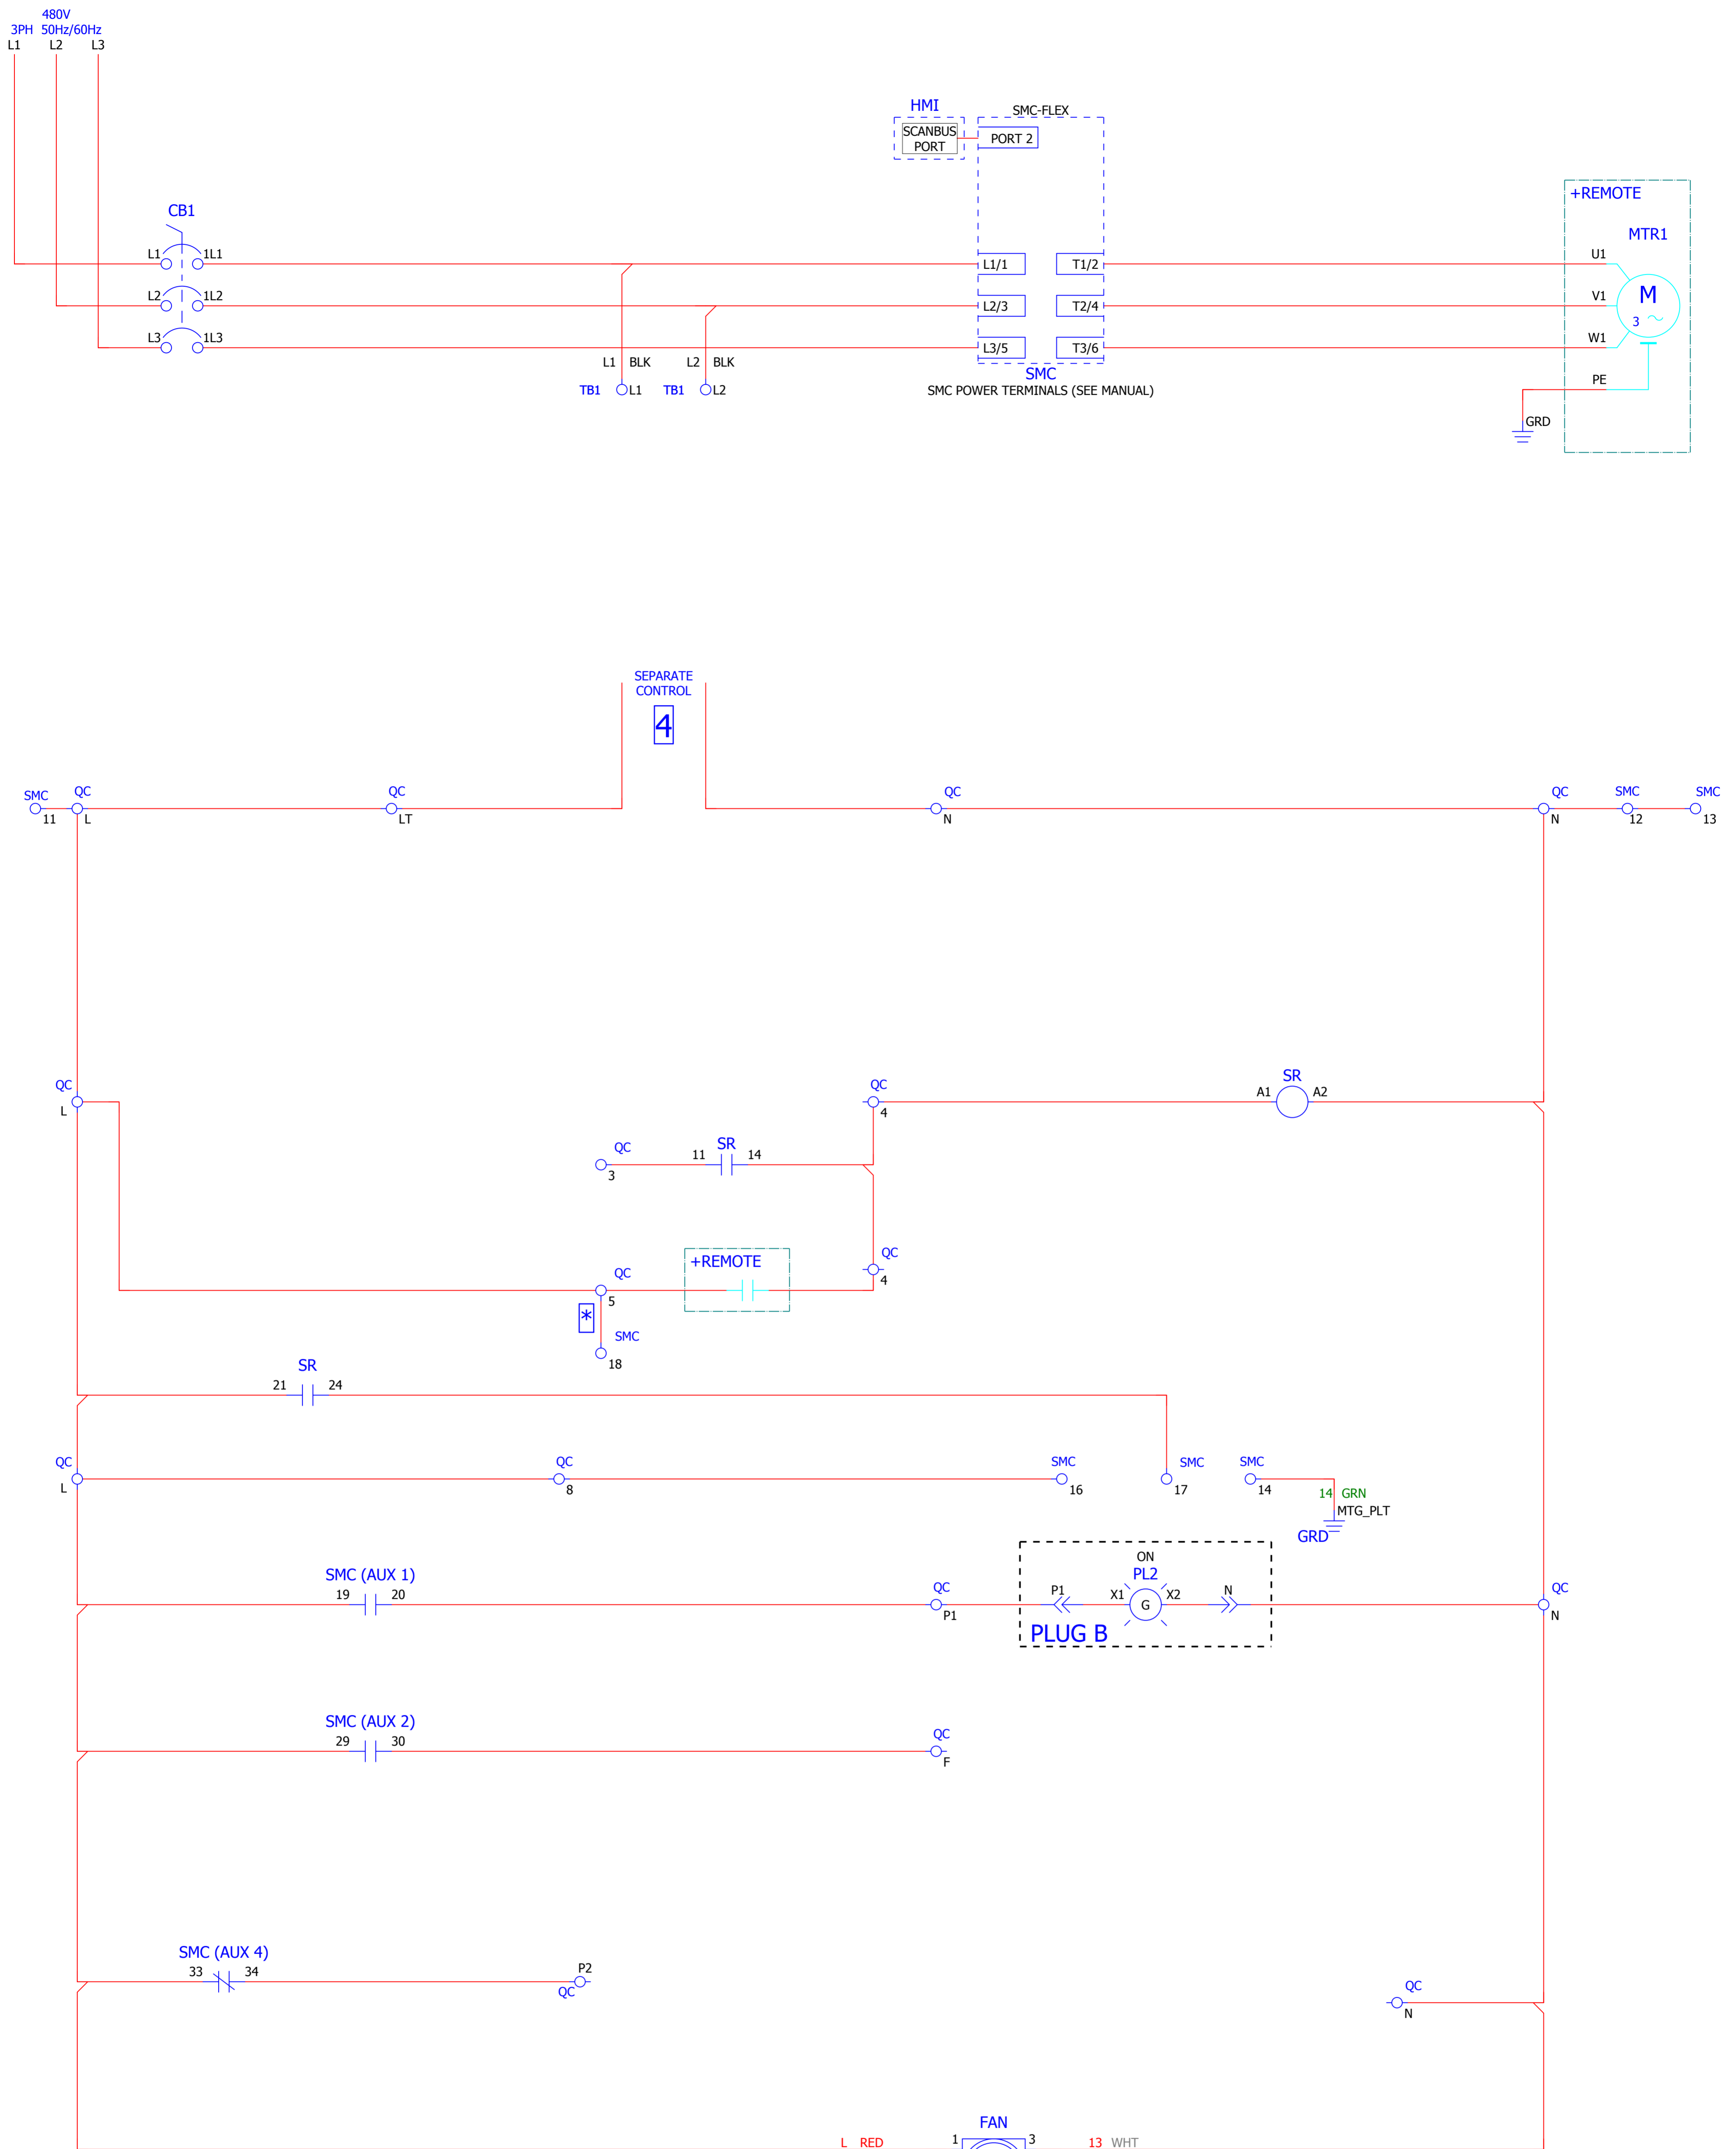 480V
3PH 50Hz/60Hz
L1 L2 L3
HMI
SCANBUS
PORT
SMC-FLEX
PORT 2
+REMOTE
MTR1
CB1
L1 1L1
L1/1 T1/2
U1
L2 1L2
L2/3 T2/4
V1
M
3
L3 1L3
L3/5 T3/6
W1
L1 BLK L2 BLK
SMC
PE
TB1 L1 TB1 L2
SMC POWER TERMINALS (SEE MANUAL)
GRD
SEPARATE
CONTROL
4
SMC QC QC QC QC SMC SMC
11 L LT N N 12 13
QC QC SR
L 4 A1 A2
QC 11 SR 14
3
QC
+REMOTE
QC
4
5
*
SMC
18
SR
21 24
QC QC SMC SMC SMC
L 8 16 17 14
14 GRN
MTG_PLT
GRD
ON
SMC (AUX 1)
19 20
QC
P1
P1 X1 PL2 X2 N
G
PLUG B
QC
N
SMC (AUX 2)
29 30
QC
F
SMC (AUX 4)
33 34
P2
QC
QC
N
FAN
L RED 1 3 13 WHT